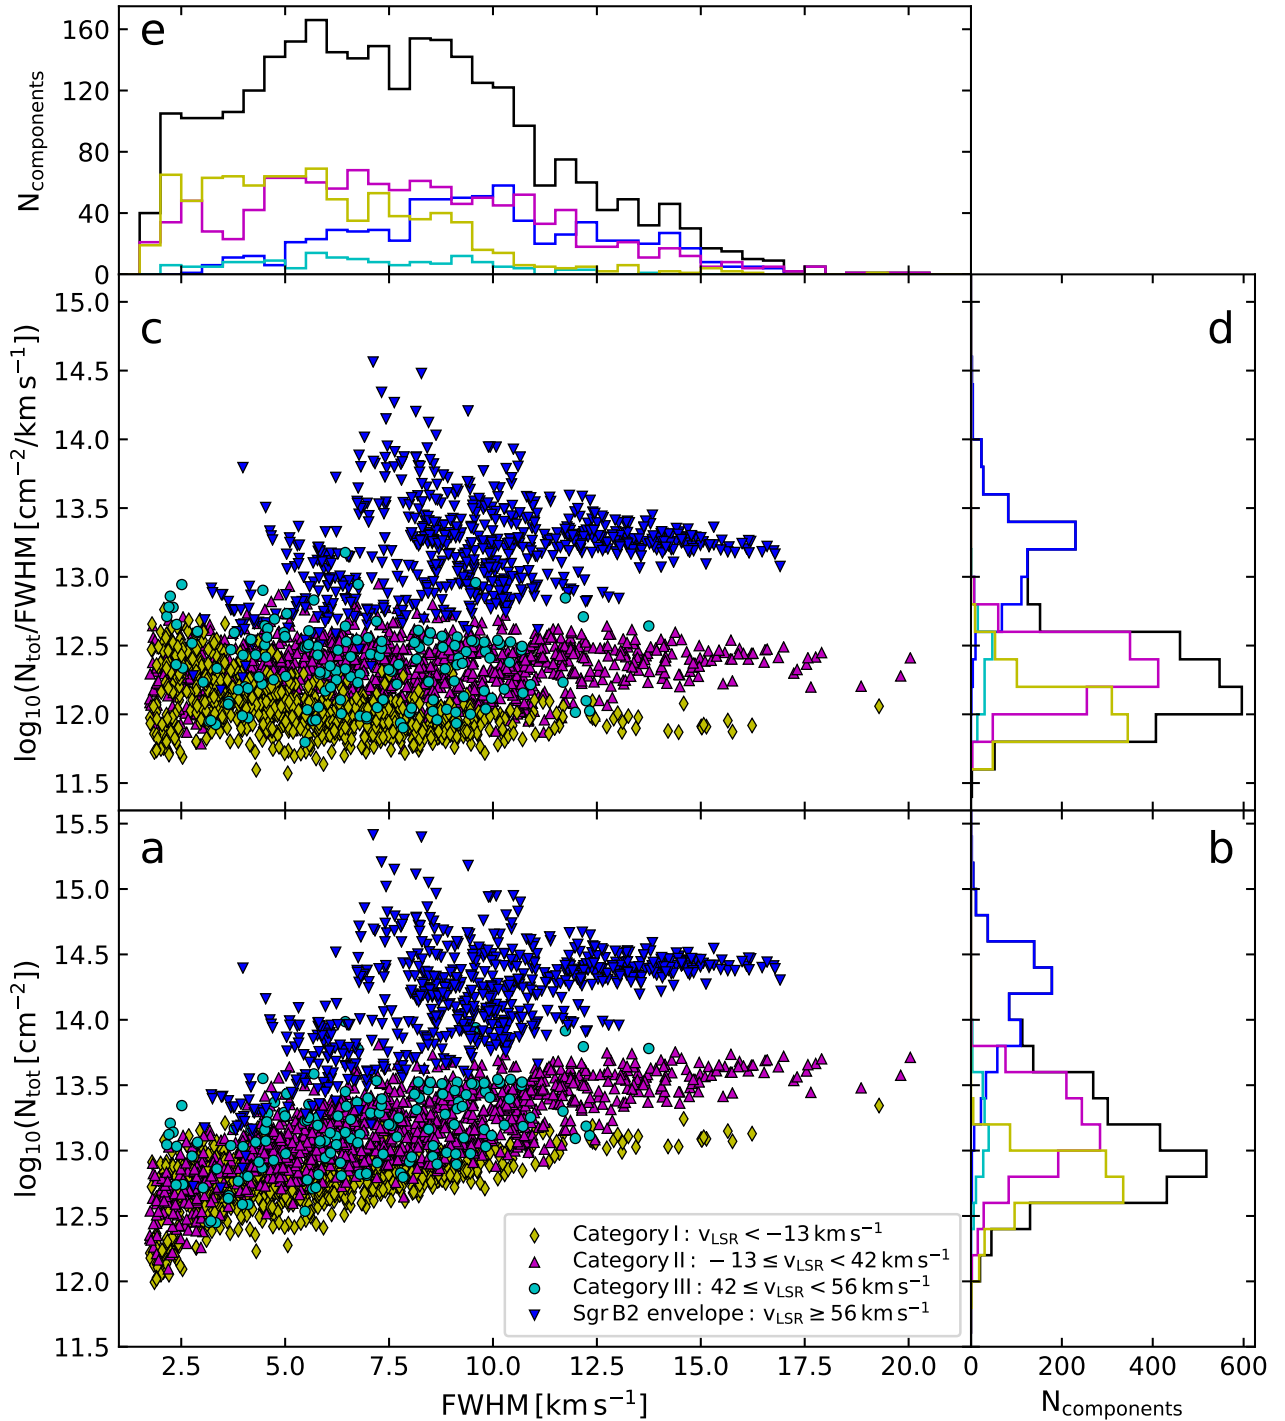 e
160
120
80
40
0
N_components
c
d
15.0
14.5
14.0
13.5
13.0
12.5
12.0
11.5
log₁₀(N_tot/FWHM [cm⁻²/km s⁻¹])
a
b
15.5
15.0
14.5
14.0
13.5
13.0
12.5
12.0
11.5
log₁₀(N_tot [cm⁻²])
Category I : v_LSR < −13 km s⁻¹
Category II : −13 ≤ v_LSR < 42 km s⁻¹
Category III : 42 ≤ v_LSR < 56 km s⁻¹
Sgr B2 envelope : v_LSR ≥ 56 km s⁻¹
2.5 5.0 7.5 10.0 12.5 15.0 17.5 20.0
FWHM [km s⁻¹]
0 200 400 600
N_components